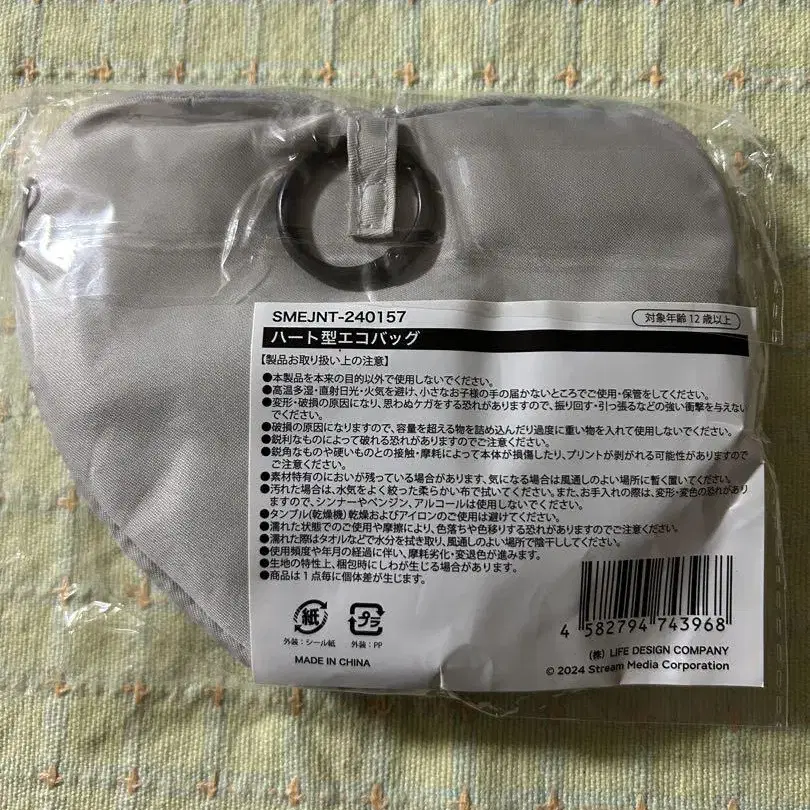 SMEJNT-240157
対象年齢12歳以上
ハート型エコバッグ
【製品お取り扱い上の注意】
●本製品を本来の目的以外で使用しないでください。
●高温多湿・直射日光・火気を避け、小さなお子様の手の届かないところでご使用・保管をしてください。
●変形・破損の原因になり、思わぬケガをする恐れがありますので、振り回す・引っ張るなどの強い衝撃を与えない
でください。
●破損の原因になりますので、容量を超える物を詰め込んだり過度に重い物を入れて使用しないでください。
●鋭利なものによって破れる恐れがありますのでご注意ください。
●鋭角なものや硬いものとの接触・摩耗によって本体が損傷したり、プリントが剥がれる可能性がありますので
ご注意ください。
●素材特有のにおいが残っている場合があります、気になる場合は風通しのよい場所に暫く置いてください。
●汚れた場合は、水気をよく絞った柔らかい布で拭いてください。また、お手入れの際は、変形・変色の恐れがあり
ますので、シンナーやベンジン、アルコールは使用しないでください。
●タンブル(乾燥機)乾燥およびアイロンのご使用は避けてください。
●濡れた状態でのご使用や摩擦により、色落ちや色移りする恐れがありますのでご注意ください。
●濡れた際はタオルなどで水分を拭き取り、風通しのよい場所で陰干ししてください。
●使用頻度や年月の経過に伴い、摩耗劣化・変退色が進みます。
●生地の特性上、梱包時にしわが生じる場合があります。
●商品は1点毎に個体差が生じます。
紙
プラ
外装:シール紙
外装:PP
MADE IN CHINA
4 582794 743968
(株) LIFE DESIGN COMPANY
© 2024 Stream Media Corporation